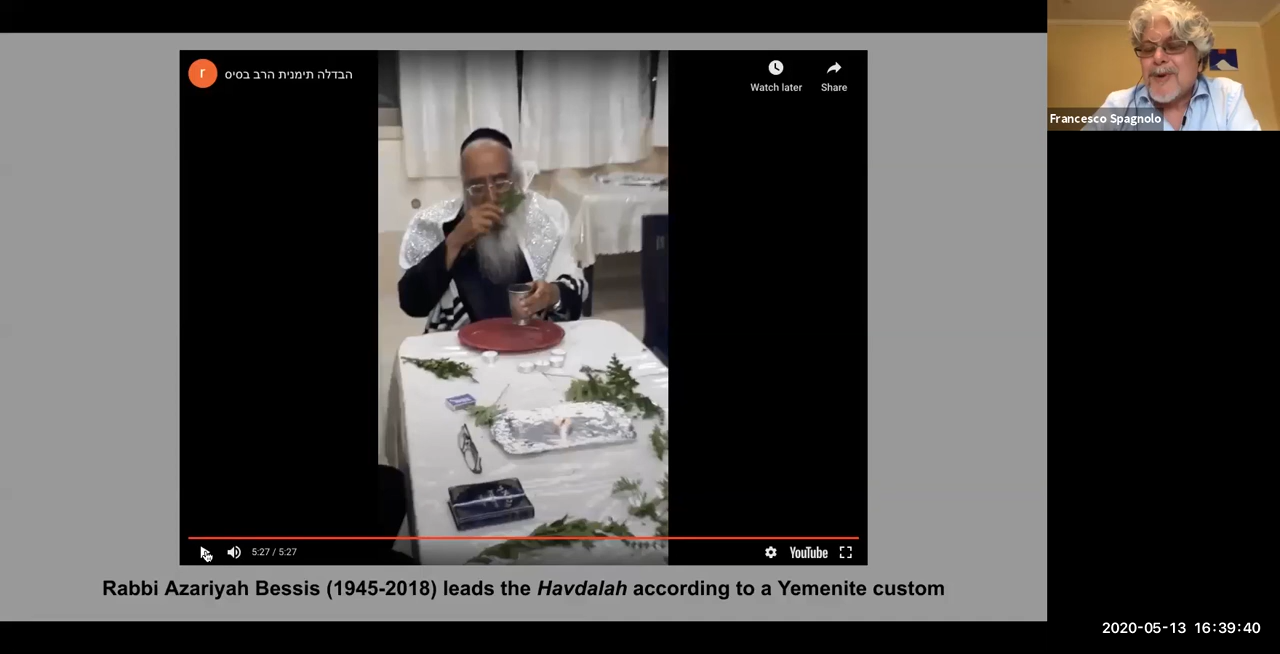 r
הבדלה תימנית הרב בסיס
Watch later
Share
Francesco Spagnolo
5:27 / 5:27
YouTube
Rabbi Azariyah Bessis (1945-2018) leads the Havdalah according to a Yemenite custom
2020-05-13 16:39:40